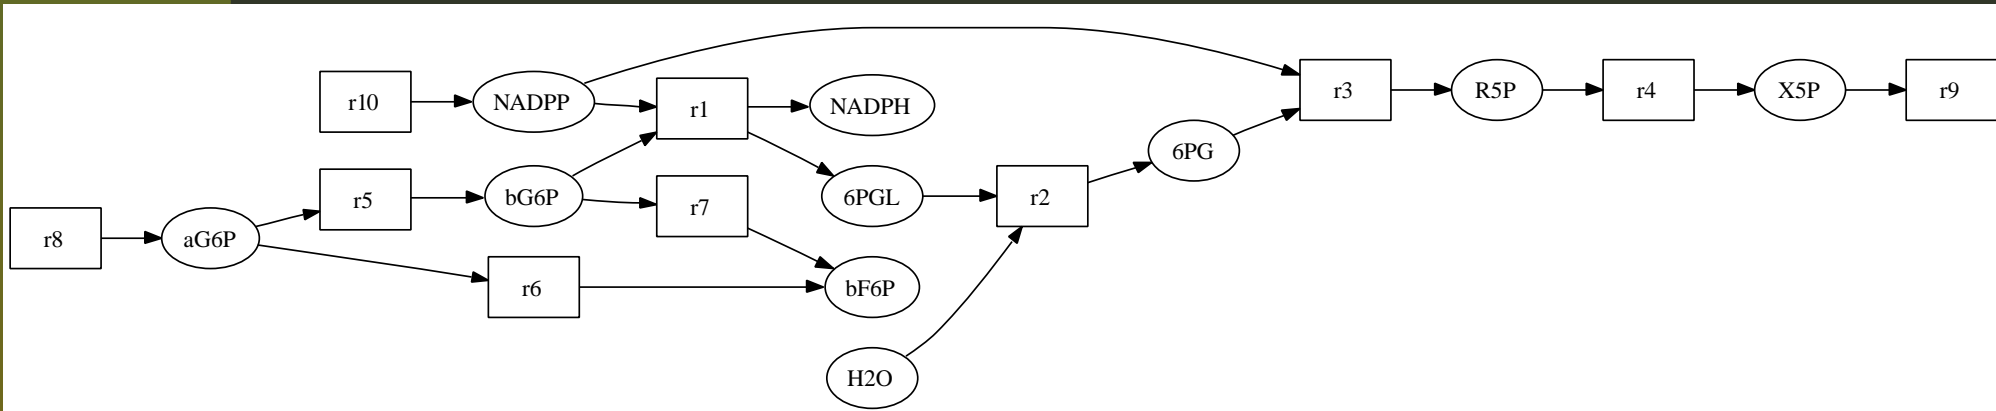 r10
NADPP
r1
NADPH
r3
R5P
r4
X5P
r9
6PG
r5
bG6P
r7
6PGL
r2
r8
aG6P
r6
bF6P
H2O